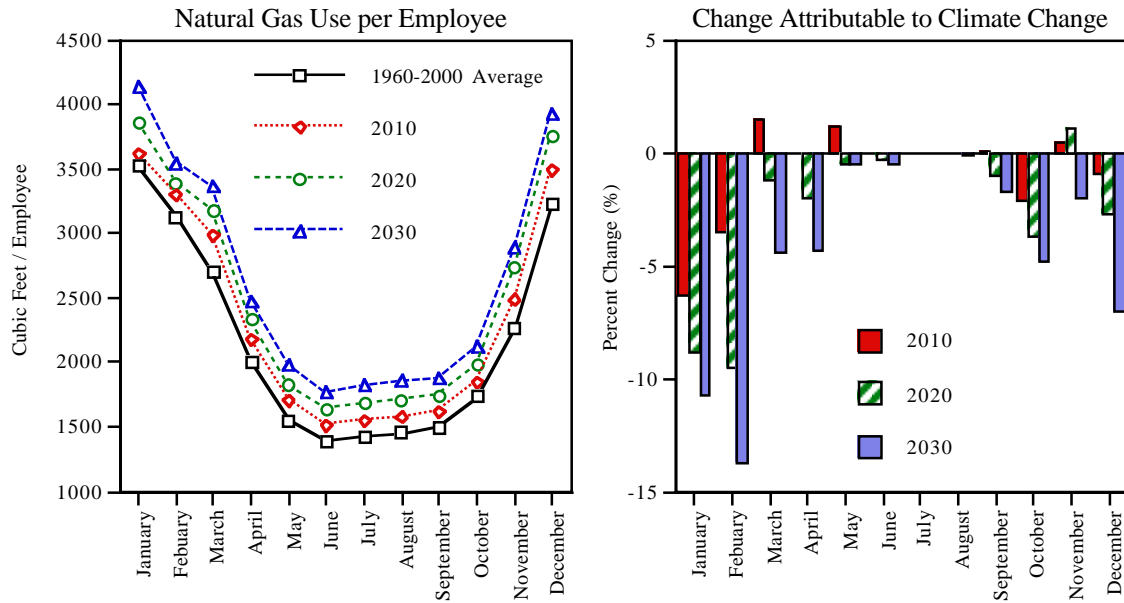 Natural Gas Use per Employee
Cubic Feet / Employee
4500
4000
3500
3000
2500
2000
1500
1000
1960-2000 Average
2010
2020
2030
January
Febuary
March
April
May
June
July
August
September
October
November
December
Change Attributable to Climate Change
Percent Change (%)
5
0
-5
-10
-15
2010
2020
2030
January
Febuary
March
April
May
June
July
August
September
October
November
December